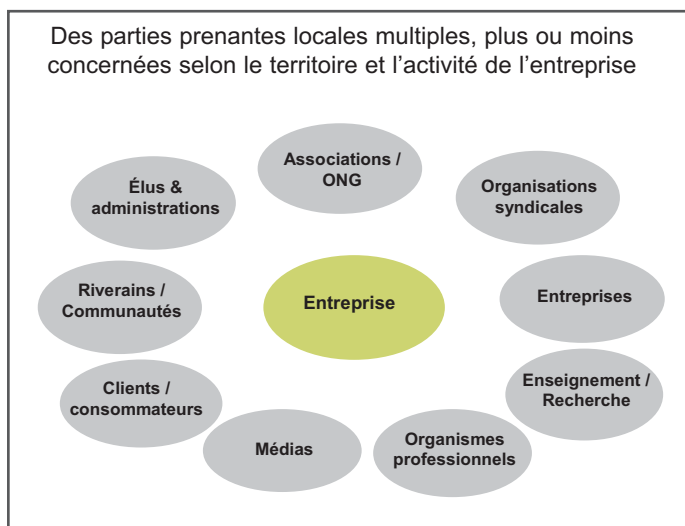 Des parties prenantes locales multiples, plus ou moins
concernées selon le territoire et l'activité de l'entreprise
Associations /
ONG
Élus &
administrations
Organisations
syndicales
Riverains /
Communautés
Entreprise
Entreprises
Clients /
consommateurs
Enseignement /
Recherche
Médias
Organismes
professionnels